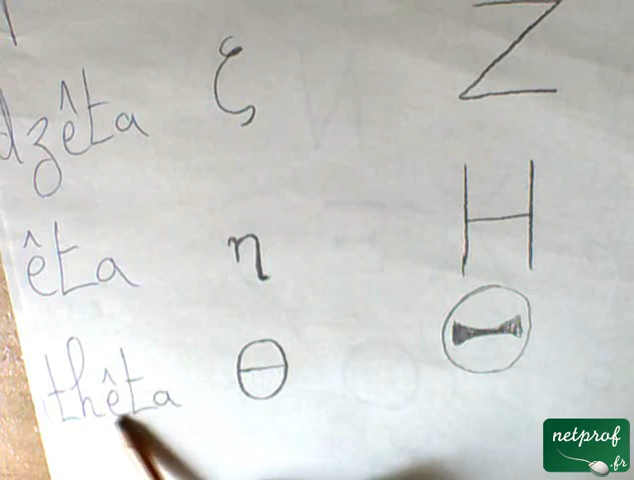 dzêta ζ Z
êta η H
thêta θ Θ
netprof
.fr